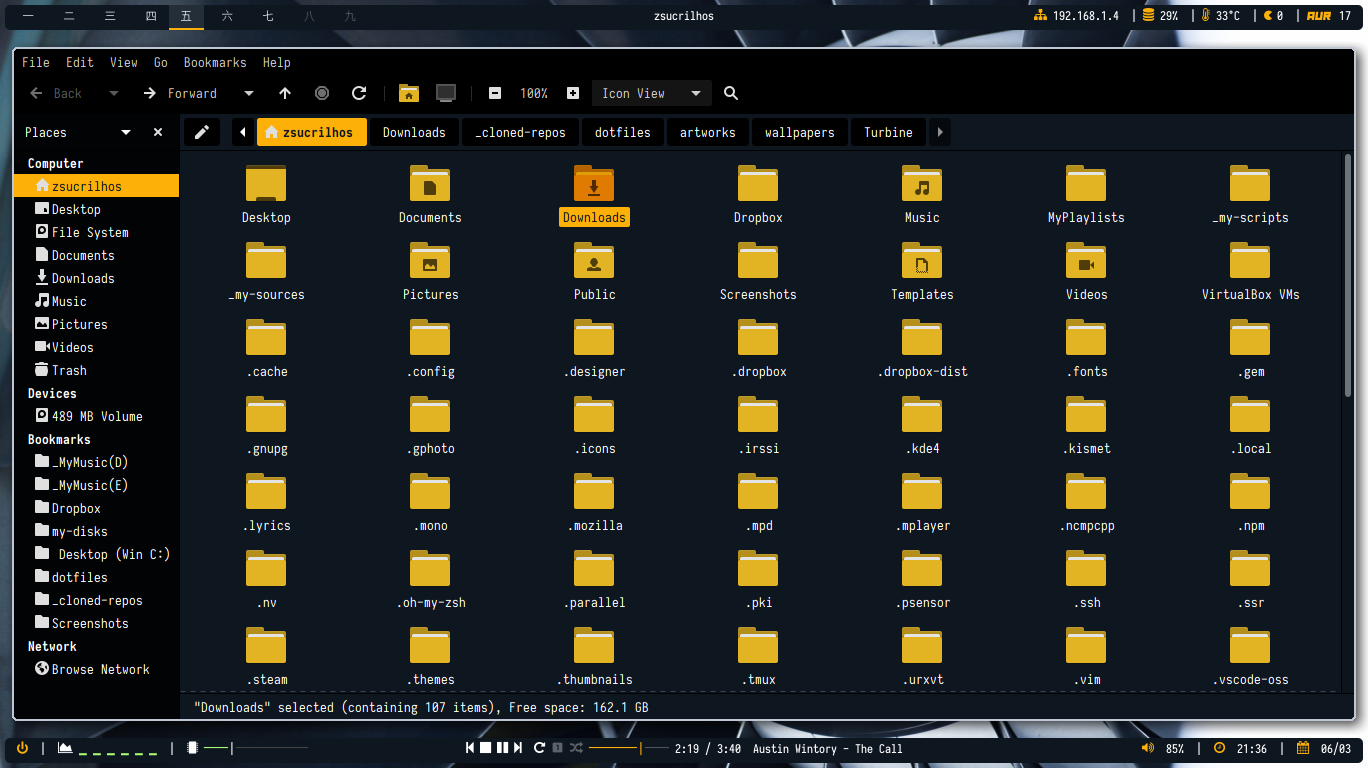 一 二 三 四 五 六 七 八 九 zsucrilhos 192.168.1.4 | 29% | 33°C | 0 | AUR 17
File Edit View Go Bookmarks Help
Back Forward 100% Icon View
Places zsucrilhos Downloads _cloned-repos dotfiles artworks wallpapers Turbine
Computer
zsucrilhos
Desktop
File System
Documents
Downloads
Music
Pictures
Videos
Trash
Devices
489 MB Volume
Bookmarks
_MyMusic(D)
_MyMusic(E)
Dropbox
my-disks
Desktop (Win C:)
dotfiles
_cloned-repos
Screenshots
Network
Browse Network
Desktop Documents Downloads Dropbox Music MyPlaylists _my-scripts
_my-sources Pictures Public Screenshots Templates Videos VirtualBox VMs
.cache .config .designer .dropbox .dropbox-dist .fonts .gem
.gnupg .gphoto .icons .irssi .kde4 .kismet .local
.lyrics .mono .mozilla .mpd .mplayer .ncmpcpp .npm
.nv .oh-my-zsh .parallel .pki .psensor .ssh .ssr
.steam .themes .thumbnails .tmux .urxvt .vim .vscode-oss
"Downloads" selected (containing 107 items), Free space: 162.1 GB
| | 1 2:19 / 3:40 Austin Wintory - The Call 85% | 21:36 | 06/03